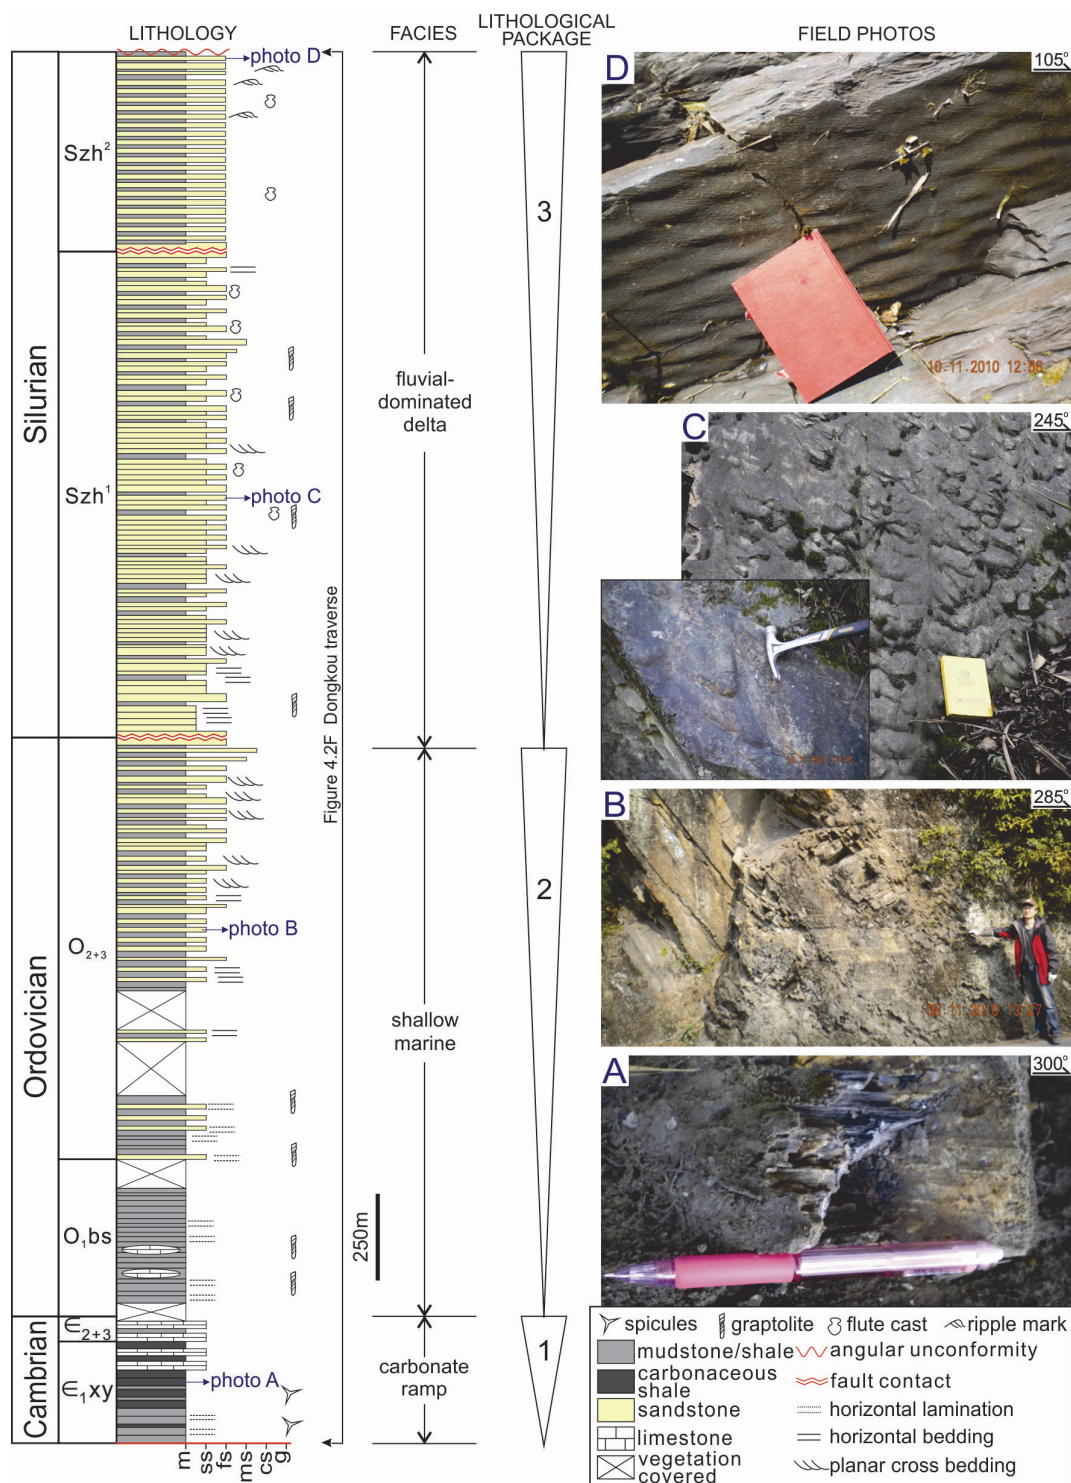 LITHOLOGY
FACIES
LITHOLOGICAL
PACKAGE
FIELD PHOTOS
Silurian
Ordovician
Cambrian
Szh²
Szh¹
O₂₊₃
O₁bs
∈₂₊₃
∈₁xy
photo D
photo C
photo B
photo A
m
ss
fs
ms
cs
g
Figure 4.2F Dongkou traverse
250m
fluvial-
dominated
delta
shallow
marine
carbonate
ramp
3
2
1
D
105°
10.11.2010 12:58
C
245°
B
285°
A
300°
spicules
graptolite
flute cast
ripple mark
mudstone/shale
angular unconformity
carbonaceous
shale
fault contact
sandstone
horizontal lamination
limestone
horizontal bedding
vegetation
covered
planar cross bedding